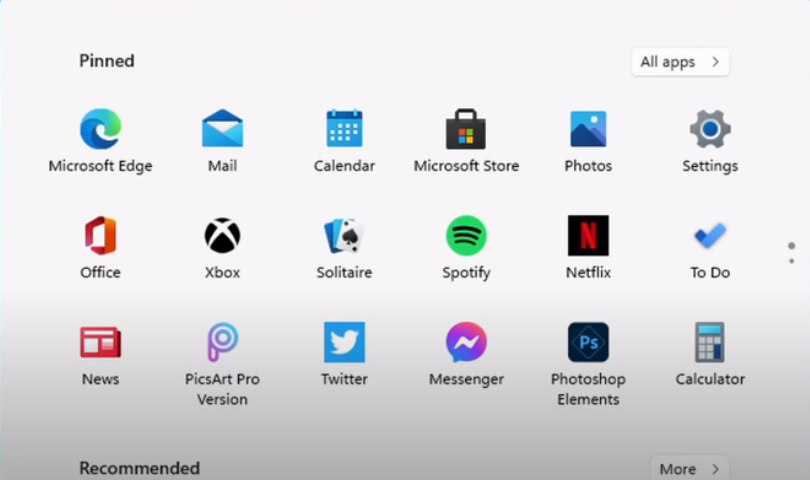 Pinned
All apps
Microsoft Edge
Mail
Calendar
Microsoft Store
Photos
Settings
Office
Xbox
Solitaire
Spotify
N
Netflix
To Do
News
PicsArt Pro
Version
Twitter
Messenger
Ps
Photoshop
Elements
Calculator
Recommended
More